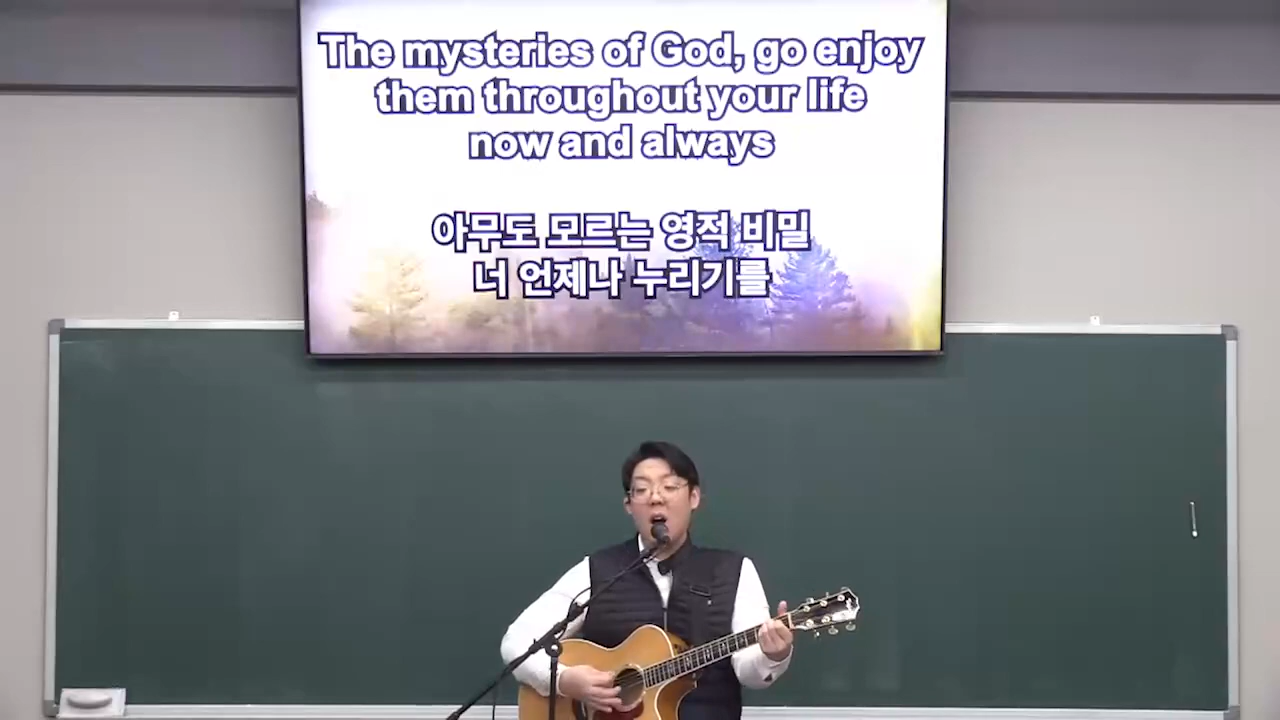 The mysteries of God, go enjoy
them throughout your life
now and always
아무도 모르는 영적 비밀
너 언제나 누리기를